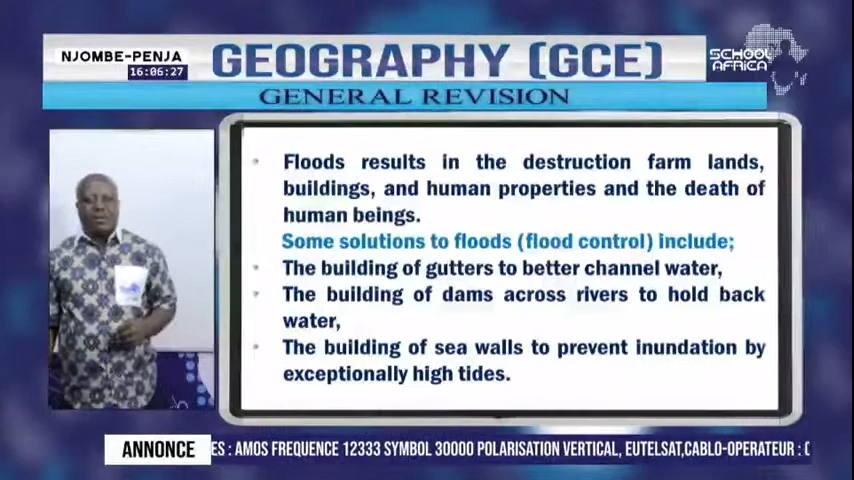 NJOMBE-PENJA
16:06:27
GEOGRAPHY (GCE)
SCHOOL
AFRICA
GENERAL REVISION
• Floods results in the destruction farm lands,
buildings, and human properties and the death of
human beings.
Some solutions to floods (flood control) include;
• The building of gutters to better channel water,
• The building of dams across rivers to hold back
water,
• The building of sea walls to prevent inundation by
exceptionally high tides.
ANNONCE
ES : AMOS FREQUENCE 12333 SYMBOL 30000 POLARISATION VERTICAL, EUTELSAT,CABLO-OPERATEUR :